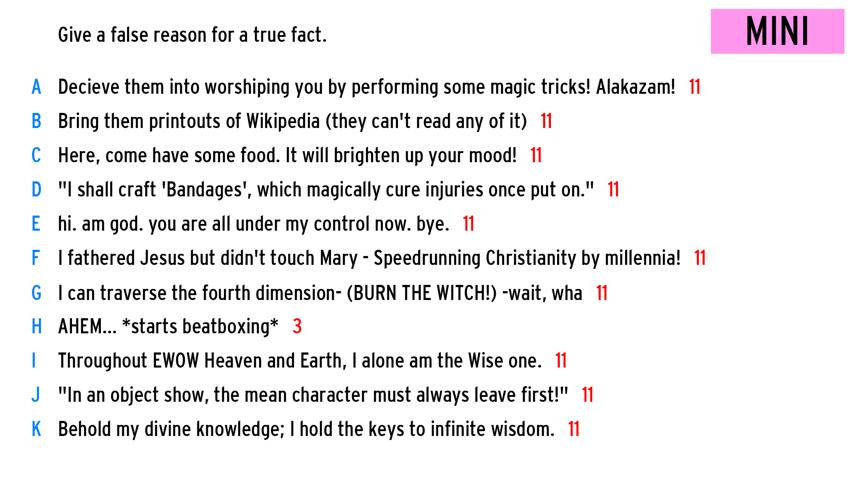 Give a false reason for a true fact.
MINI
A Decieve them into worshiping you by performing some magic tricks! Alakazam! 11
B Bring them printouts of Wikipedia (they can't read any of it) 11
C Here, come have some food. It will brighten up your mood! 11
D "I shall craft 'Bandages', which magically cure injuries once put on." 11
E hi. am god. you are all under my control now. bye. 11
F I fathered Jesus but didn't touch Mary - Speedrunning Christianity by millennia! 11
G I can traverse the fourth dimension- (BURN THE WITCH!) -wait, wha 11
H AHEM... *starts beatboxing* 3
I Throughout EWOW Heaven and Earth, I alone am the Wise one. 11
J "In an object show, the mean character must always leave first!" 11
K Behold my divine knowledge; I hold the keys to infinite wisdom. 11